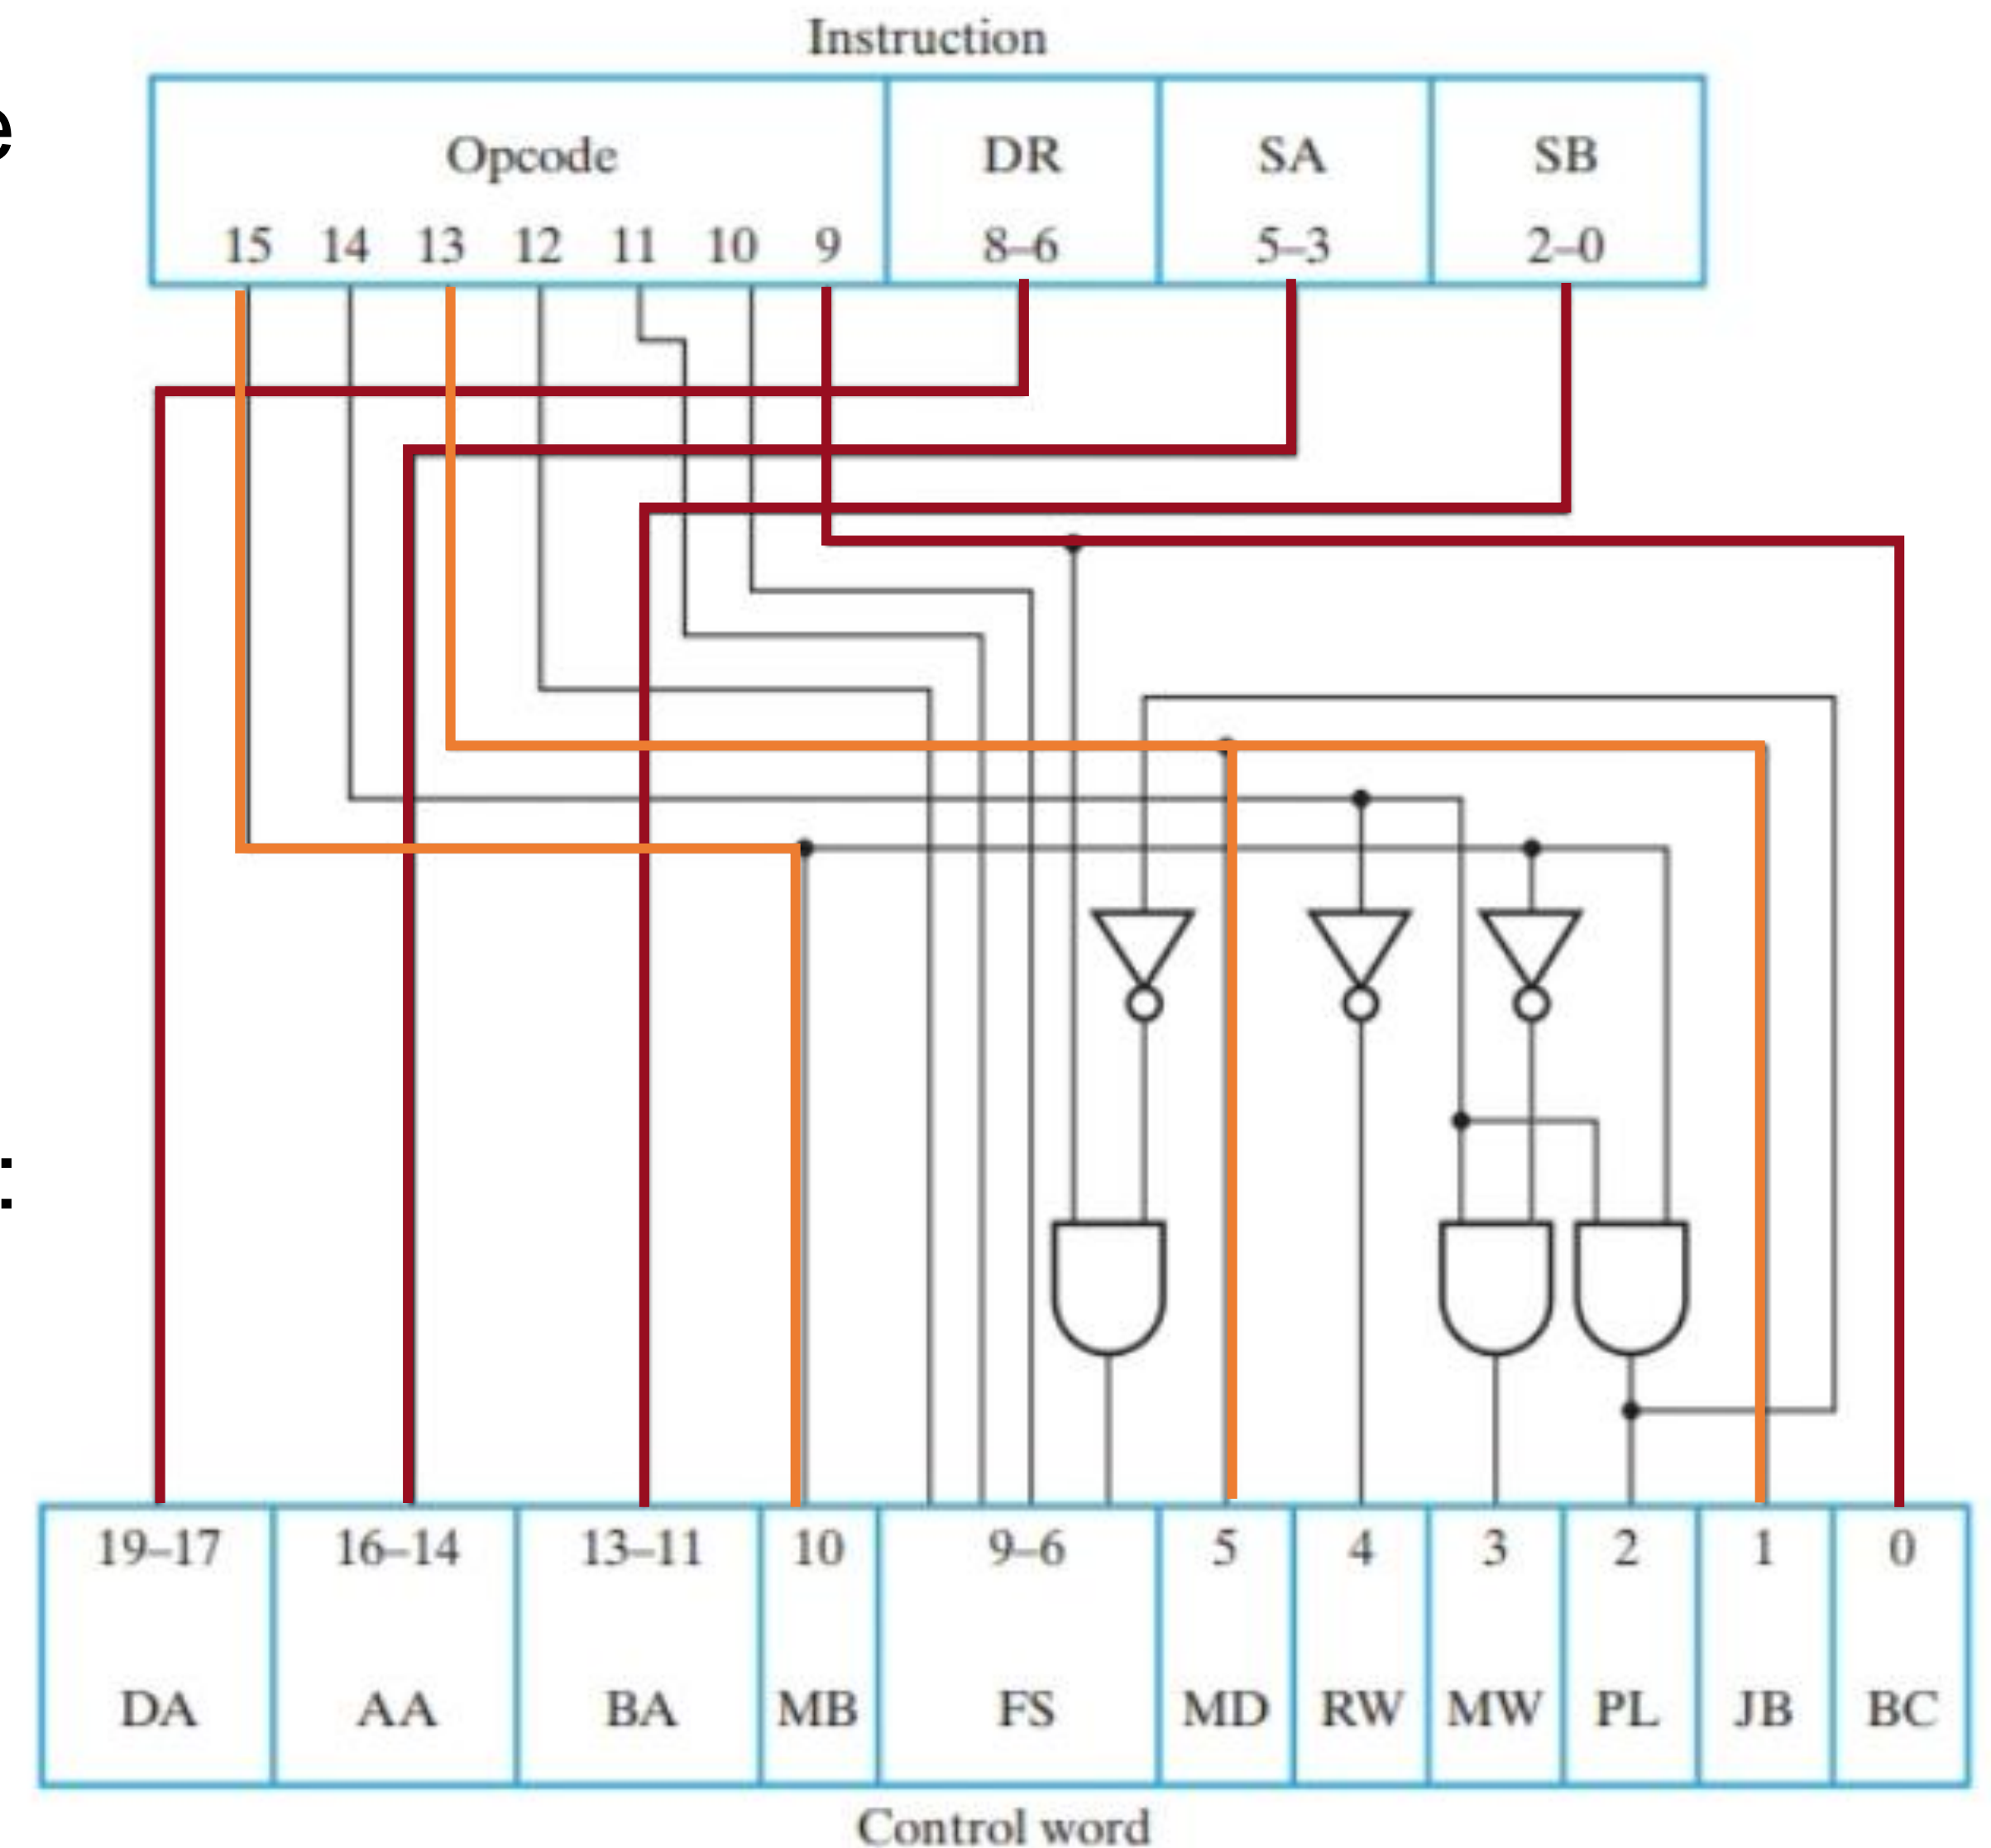 Instruction
e
Opcode DR SA SB
15 14 13 12 11 10 9 8–6 5–3 2–0
:
19–17 16–14 13–11 10 9–6 5 4 3 2 1 0
DA AA BA MB FS MD RW MW PL JB BC
Control word